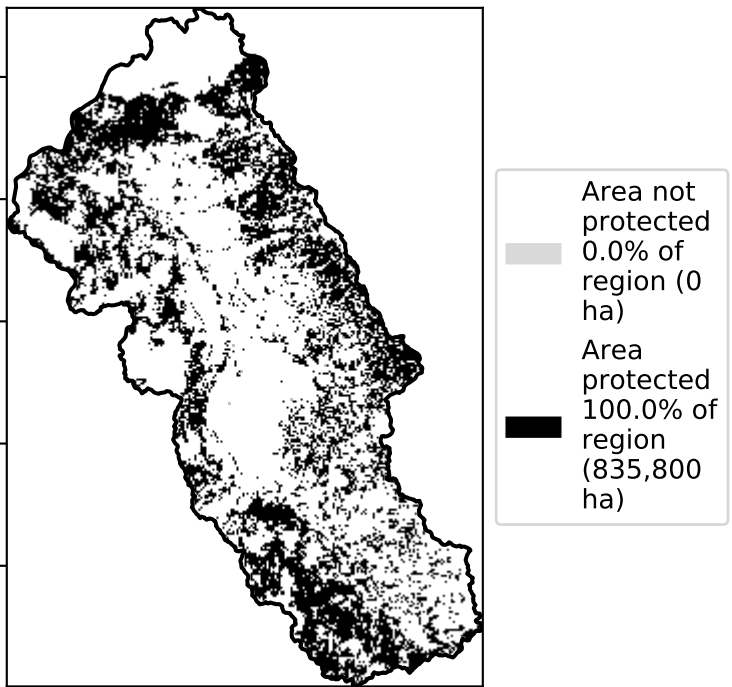 Area not
protected
0.0% of
region (0
ha)
Area
protected
100.0% of
region
(835,800
ha)